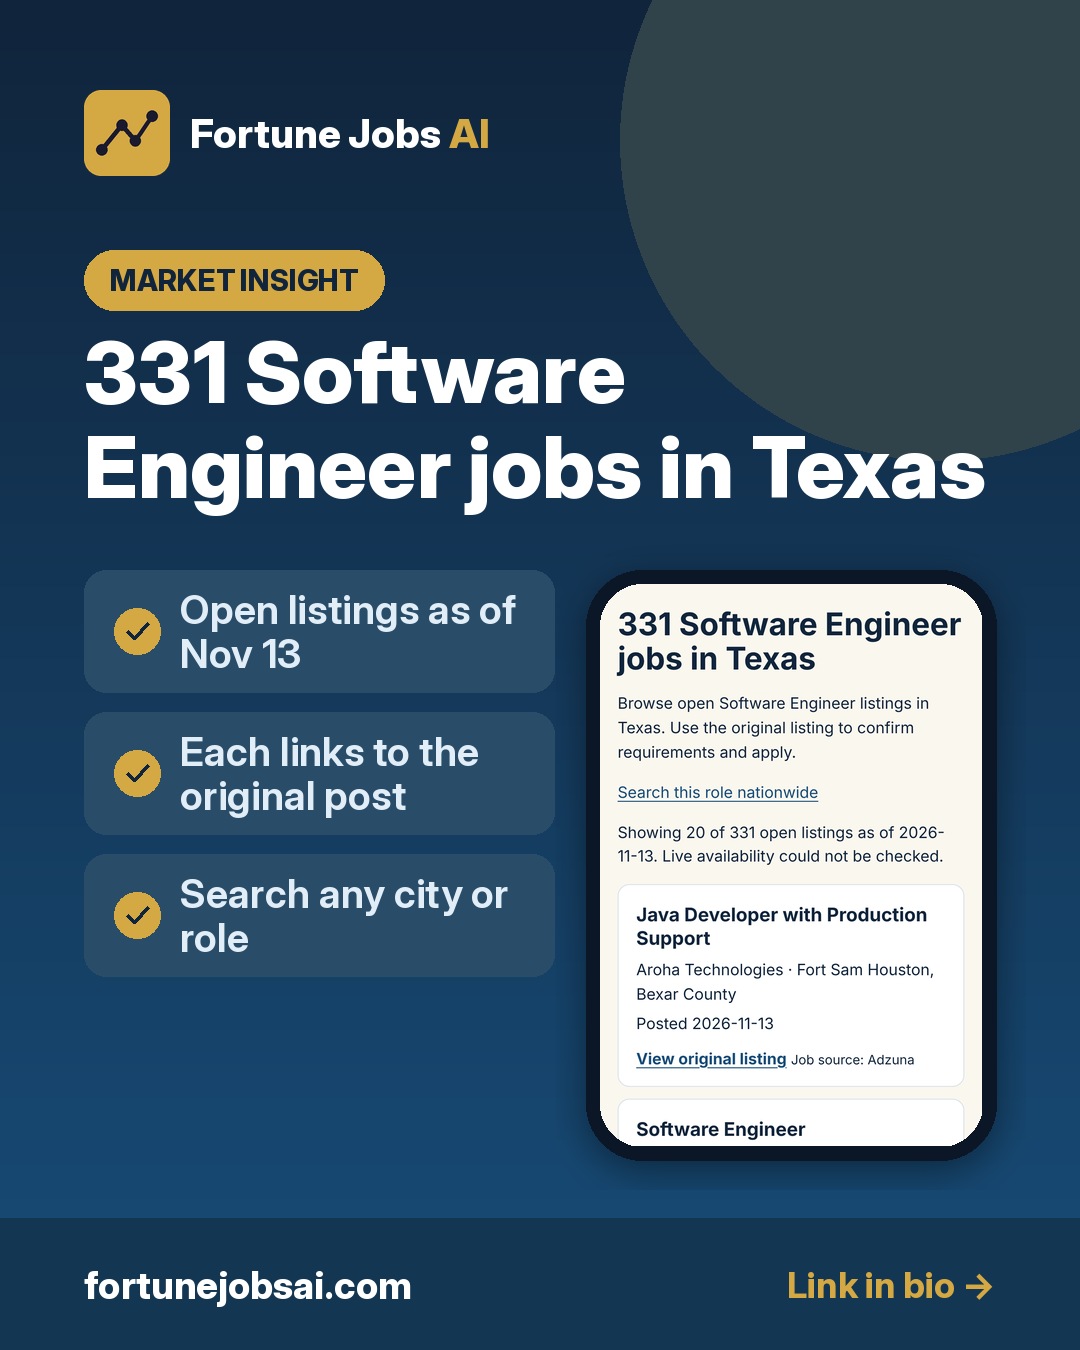 Fortune Jobs AI
MARKET INSIGHT
331 Software
Engineer jobs in Texas
Open listings as of
Nov 13
Each links to the
original post
Search any city or
role
331 Software Engineer
jobs in Texas
Browse open Software Engineer listings in
Texas. Use the original listing to confirm
requirements and apply.
Search this role nationwide
Showing 20 of 331 open listings as of 2026-
11-13. Live availability could not be checked.
Java Developer with Production
Support
Aroha Technologies · Fort Sam Houston,
Bexar County
Posted 2026-11-13
View original listing Job source: Adzuna
Software Engineer
fortunejobsai.com
Link in bio →